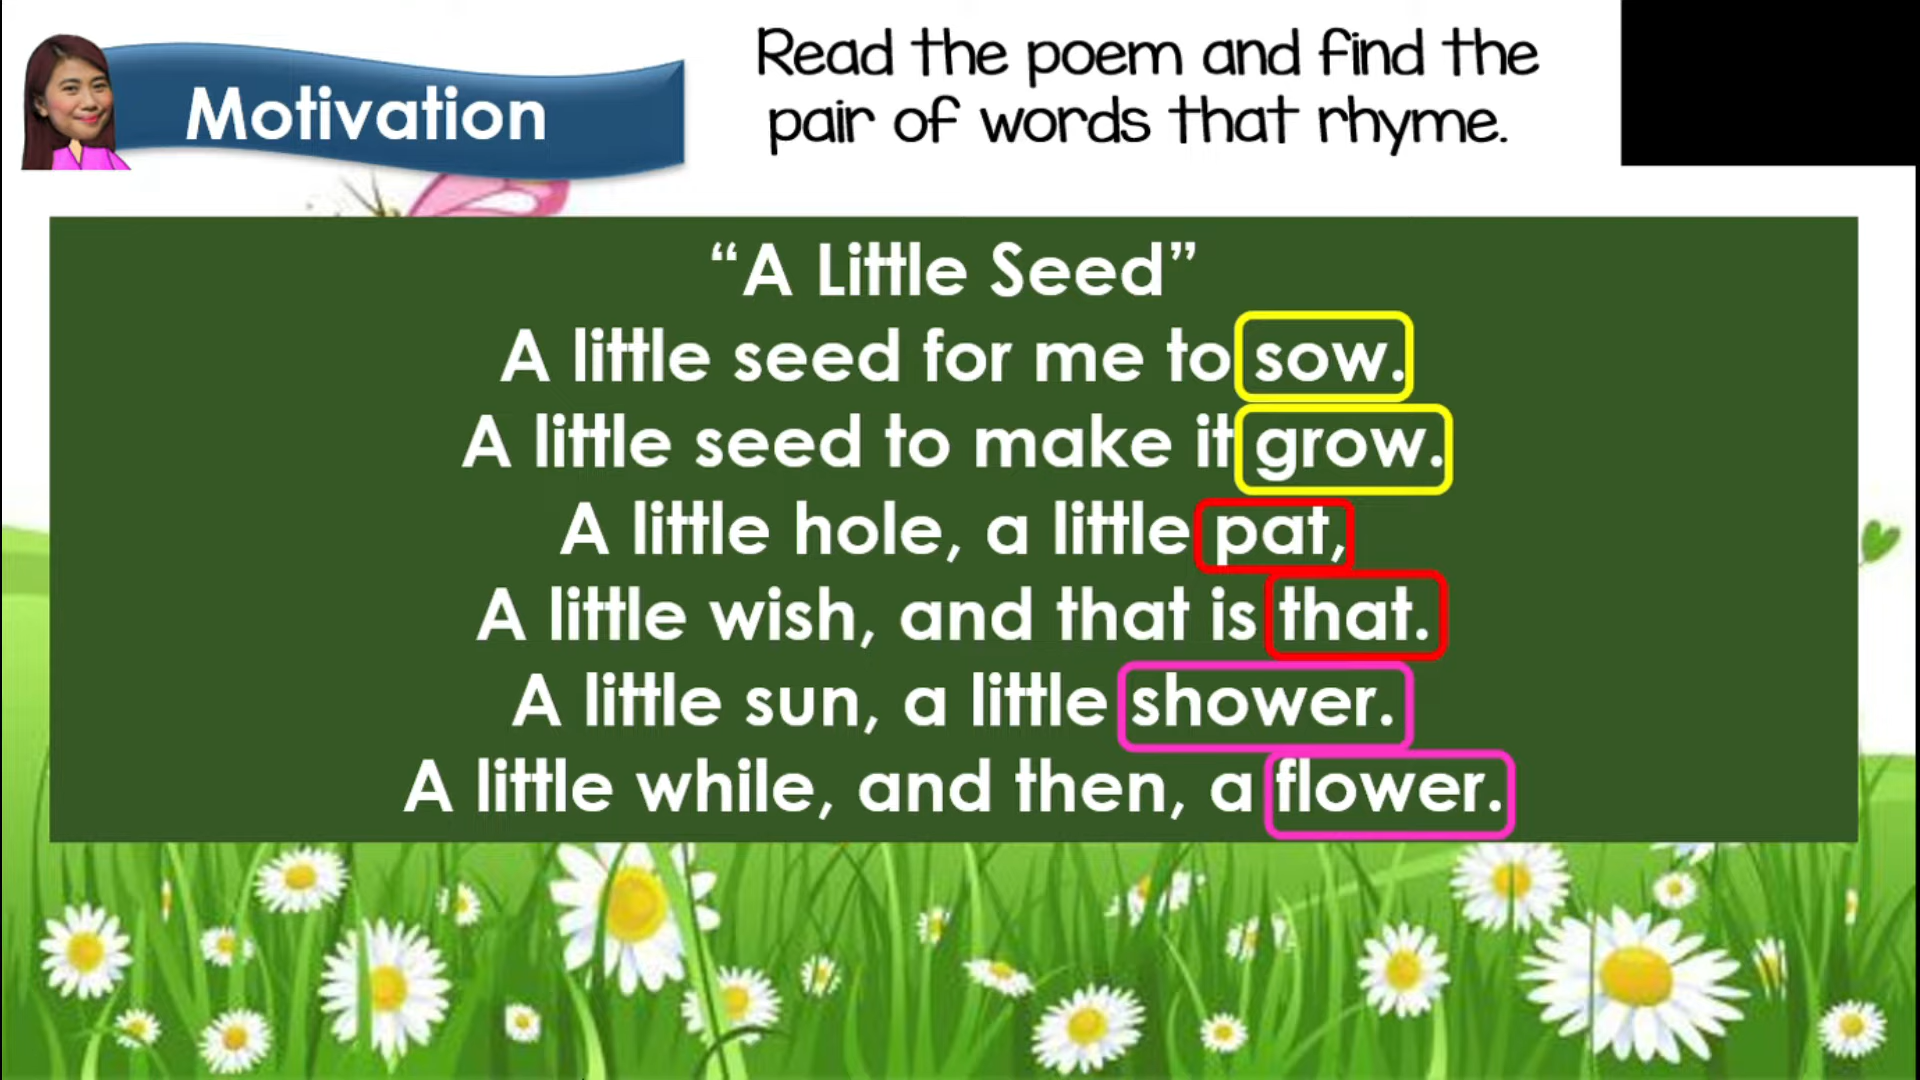 Motivation
Read the poem and find the
pair of words that rhyme.
“A Little Seed”
A little seed for me to sow.
A little seed to make it grow.
A little hole, a little pat,
A little wish, and that is that.
A little sun, a little shower.
A little while, and then, a flower.